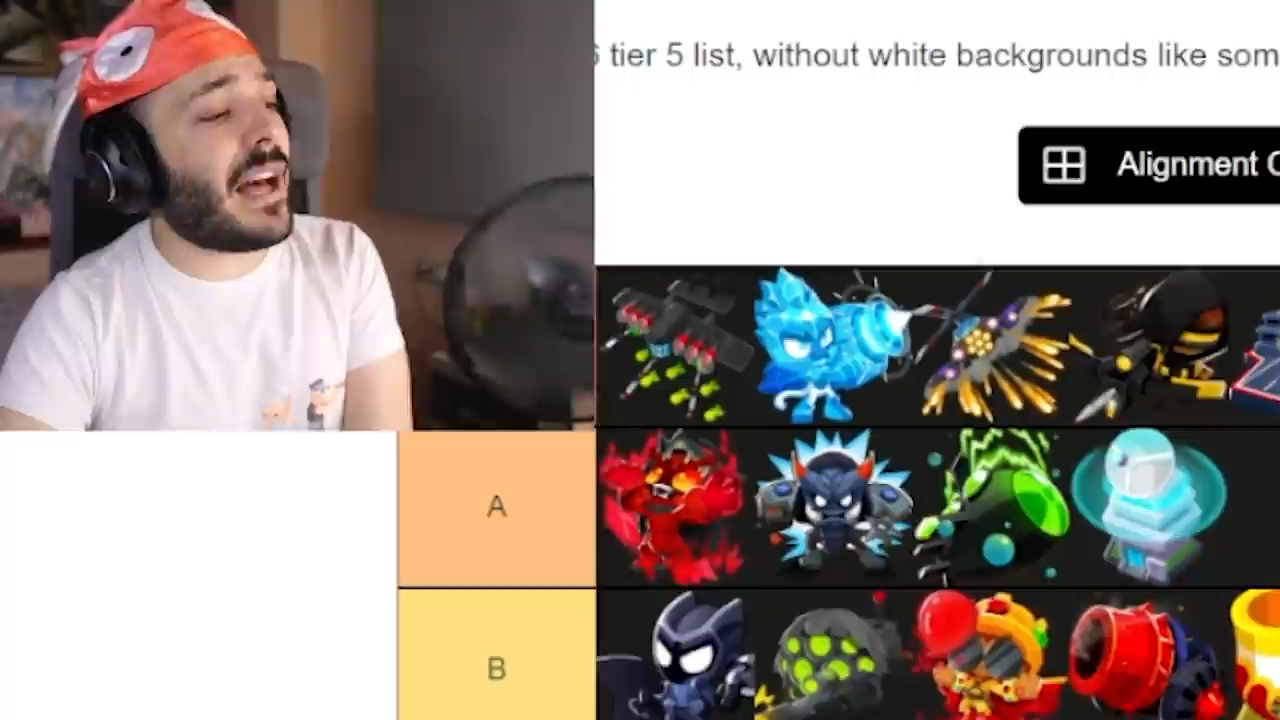 tier 5 list, without white backgrounds like som
Alignment C
A
B